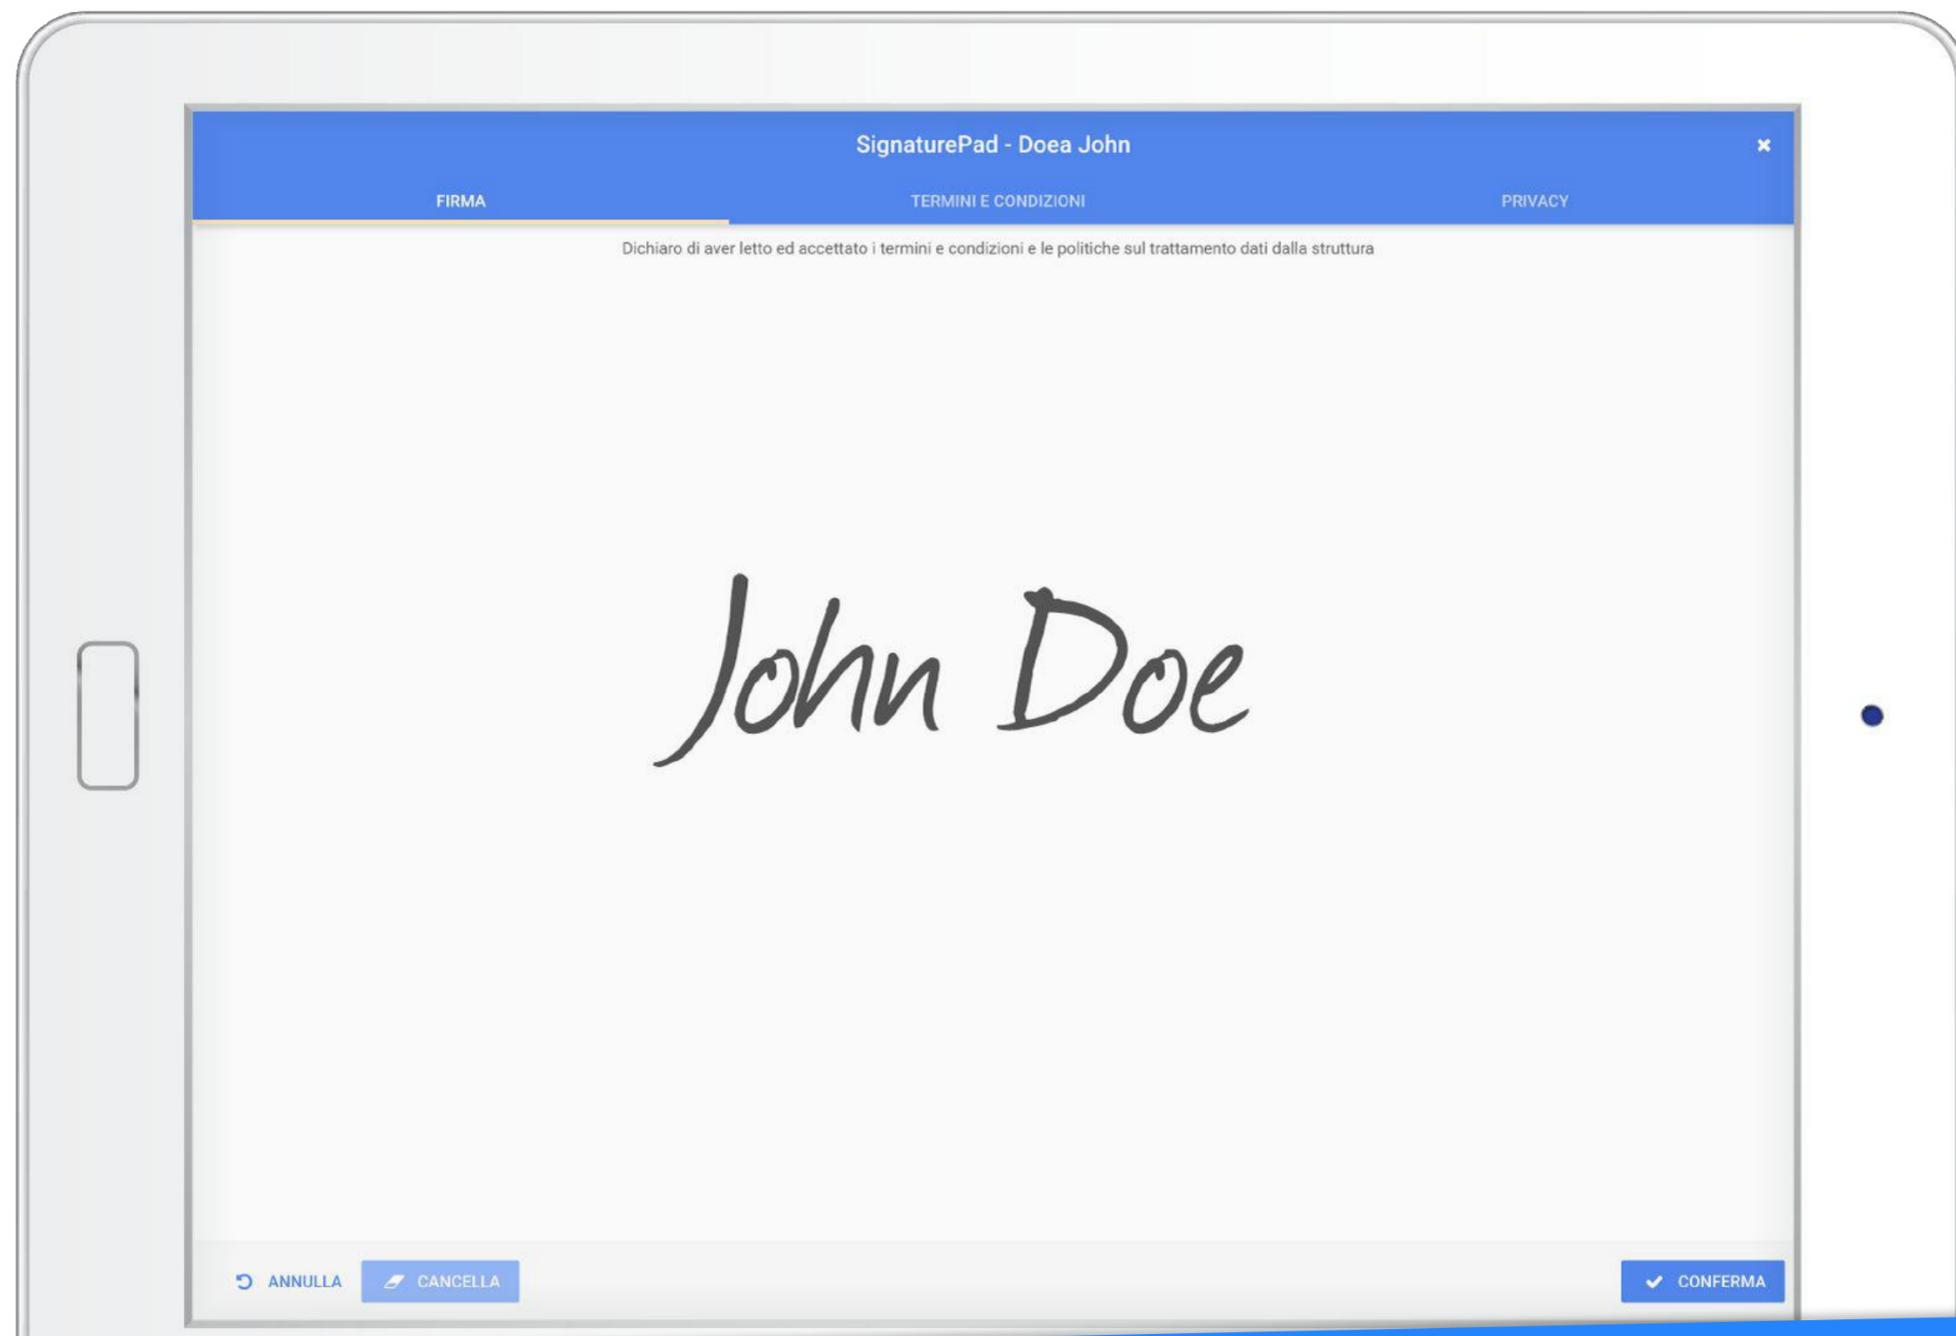 SignaturePad - Doea John
FIRMA TERMINI E CONDIZIONI PRIVACY
Dichiaro di aver letto ed accettato i termini e condizioni e le politiche sul trattamento dati dalla struttura
John Doe
ANNULLA CANCELLA CONFERMA